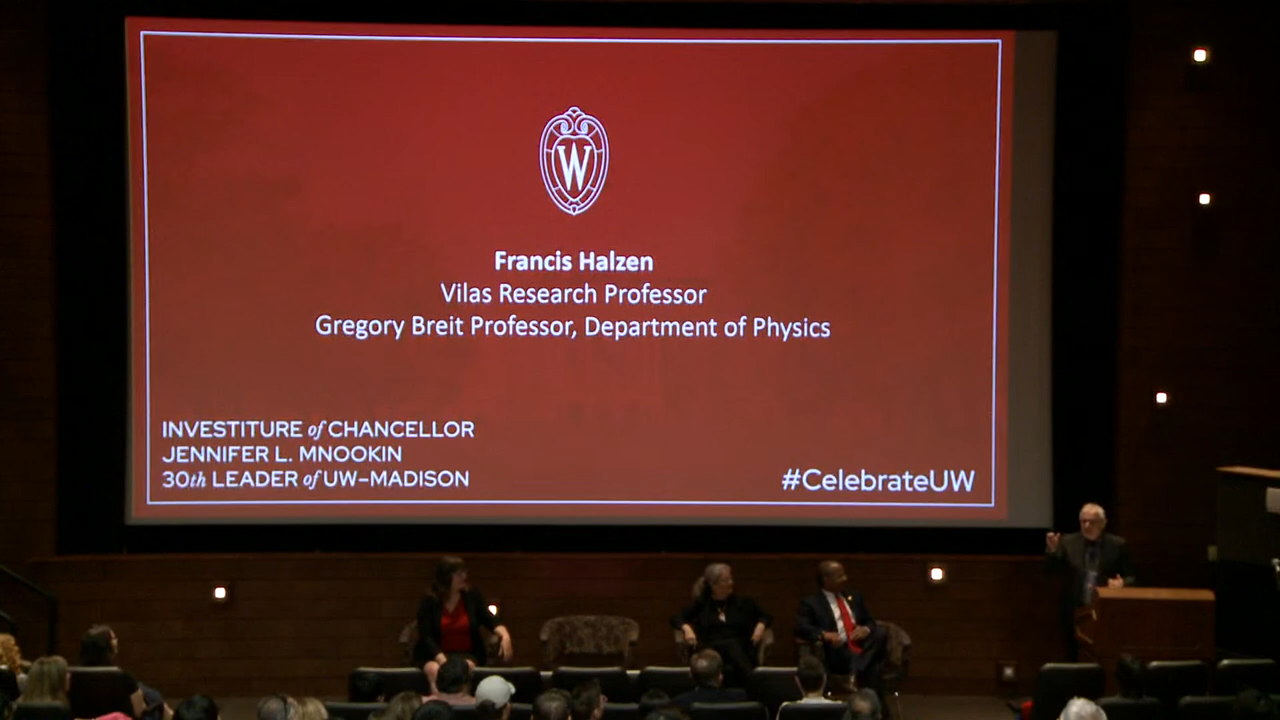 W
Francis Halzen
Vilas Research Professor
Gregory Breit Professor, Department of Physics
INVESTITURE of CHANCELLOR
JENNIFER L. MNOOKIN
30th LEADER of UW–MADISON
#CelebrateUW